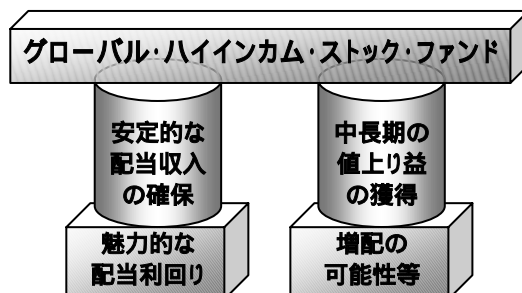 グローバル・ハイインカム・ストック・ファンド
安定的な
配当収入
の確保
中長期の
値上り益
の獲得
魅力的な
配当利回り
増配の
可能性等